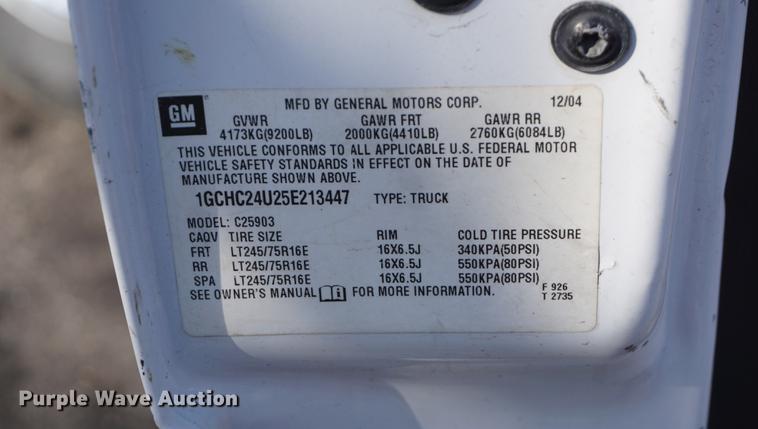 GM
MFD BY GENERAL MOTORS CORP. 12/04
GVWR GAWR FRT GAWR RR
4173KG(9200LB) 2000KG(4410LB) 2760KG(6084LB)
THIS VEHICLE CONFORMS TO ALL APPLICABLE U.S. FEDERAL MOTOR
VEHICLE SAFETY STANDARDS IN EFFECT ON THE DATE OF
MANUFACTURE SHOWN ABOVE.
1GCHC24U25E213447 TYPE: TRUCK
MODEL: C25903
CAQV TIRE SIZE RIM COLD TIRE PRESSURE
FRT LT245/75R16E 16X6.5J 340KPA(50PSI)
RR LT245/75R16E 16X6.5J 550KPA(80PSI)
SPA LT245/75R16E 16X6.5J 550KPA(80PSI)
SEE OWNER'S MANUAL i FOR MORE INFORMATION.
F 926
T 2735
Purple Wave Auction